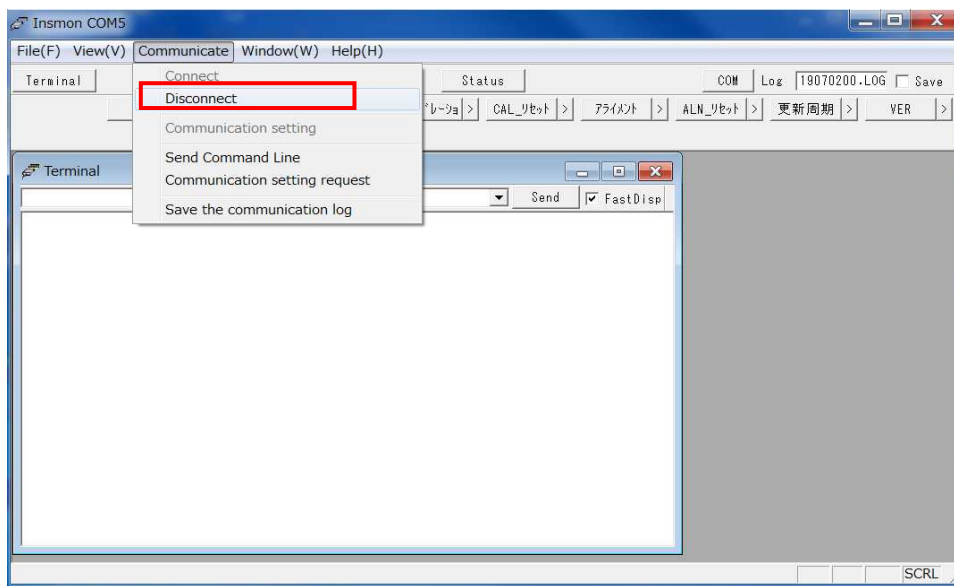 Insmon COM5
File(F) View(V) Communicate Window(W) Help(H)
Terminal Status COM Log 19070200.LOG Save
ﾚｰｼｮ > CAL_ﾘｾｯﾄ > ｱﾗｲﾒﾝﾄ > ALN_ﾘｾｯﾄ > 更新周期 > VER >
Connect
Disconnect
Communication setting
Send Command Line
Communication setting request
Save the communication log
Terminal
Send FastDisp
SCRL